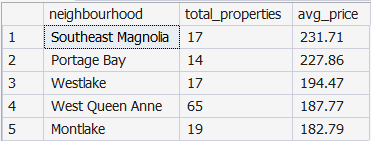 neighbourhood total_properties avg_price
1 Southeast Magnolia 17 231.71
2 Portage Bay 14 227.86
3 Westlake 17 194.47
4 West Queen Anne 65 187.77
5 Montlake 19 182.79